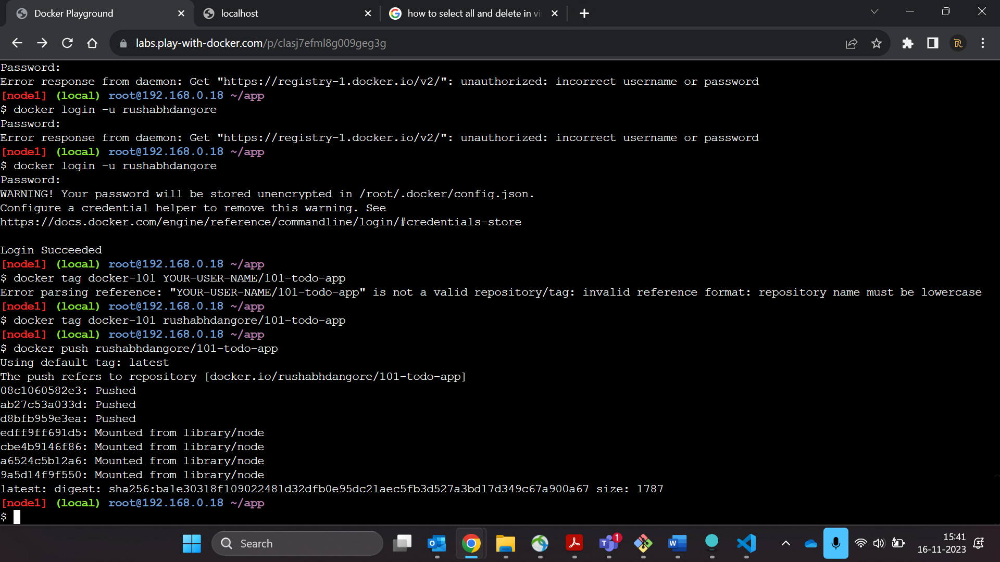 Docker Playground
localhost
how to select all and delete in vi
labs.play-with-docker.com/p/clasj7efml8g009geg3g
Password:
Error response from daemon: Get "https://registry-1.docker.io/v2/": unauthorized: incorrect username or password
[node1] (local) root@192.168.0.18 ~/app
$ docker login -u rushabhdangore
Password:
Error response from daemon: Get "https://registry-1.docker.io/v2/": unauthorized: incorrect username or password
[node1] (local) root@192.168.0.18 ~/app
$ docker login -u rushabhdangore
Password:
WARNING! Your password will be stored unencrypted in /root/.docker/config.json.
Configure a credential helper to remove this warning. See
https://docs.docker.com/engine/reference/commandline/login/#credentials-store
Login Succeeded
[node1] (local) root@192.168.0.18 ~/app
$ docker tag docker-101 YOUR-USER-NAME/101-todo-app
Error parsing reference: "YOUR-USER-NAME/101-todo-app" is not a valid repository/tag: invalid reference format: repository name must be lowercase
[node1] (local) root@192.168.0.18 ~/app
$ docker tag docker-101 rushabhdangore/101-todo-app
[node1] (local) root@192.168.0.18 ~/app
$ docker push rushabhdangore/101-todo-app
Using default tag: latest
The push refers to repository [docker.io/rushabhdangore/101-todo-app]
08c1060582e3: Pushed
ab27c53a033d: Pushed
d8bfb959e3ea: Pushed
edff9ff691d5: Mounted from library/node
cbe4b9146f86: Mounted from library/node
a6524c5b12a6: Mounted from library/node
9a5d14f9f550: Mounted from library/node
latest: digest: sha256:ba1e30318f109022481d32dfb0e95dc21aec5fb3d527a3bd17d349c67a900a67 size: 1787
[node1] (local) root@192.168.0.18 ~/app
$
Search
1
15:41
16-11-2023